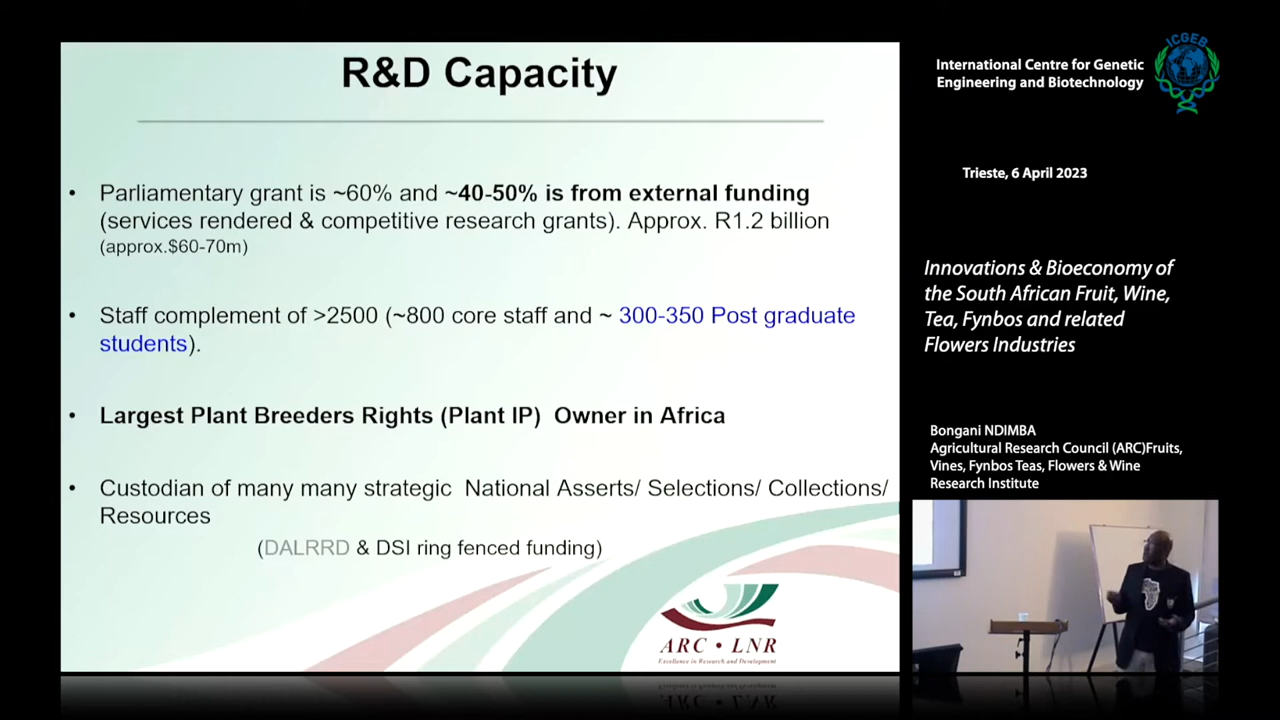 R&D Capacity
• Parliamentary grant is ~60% and ~40-50% is from external funding
(services rendered & competitive research grants). Approx. R1.2 billion
(approx.$60-70m)
• Staff complement of >2500 (~800 core staff and ~ 300-350 Post graduate
students).
• Largest Plant Breeders Rights (Plant IP) Owner in Africa
• Custodian of many many strategic National Asserts/ Selections/ Collections/
Resources
(DALRRD & DSI ring fenced funding)
ARC • LNR
Excellence in Research and Development
International Centre for Genetic
Engineering and Biotechnology
ICGEB
Trieste, 6 April 2023
Innovations & Bioeconomy of
the South African Fruit, Wine,
Tea, Fynbos and related
Flowers Industries
Bongani NDIMBA
Agricultural Research Council (ARC)Fruits,
Vines, Fynbos Teas, Flowers & Wine
Research Institute